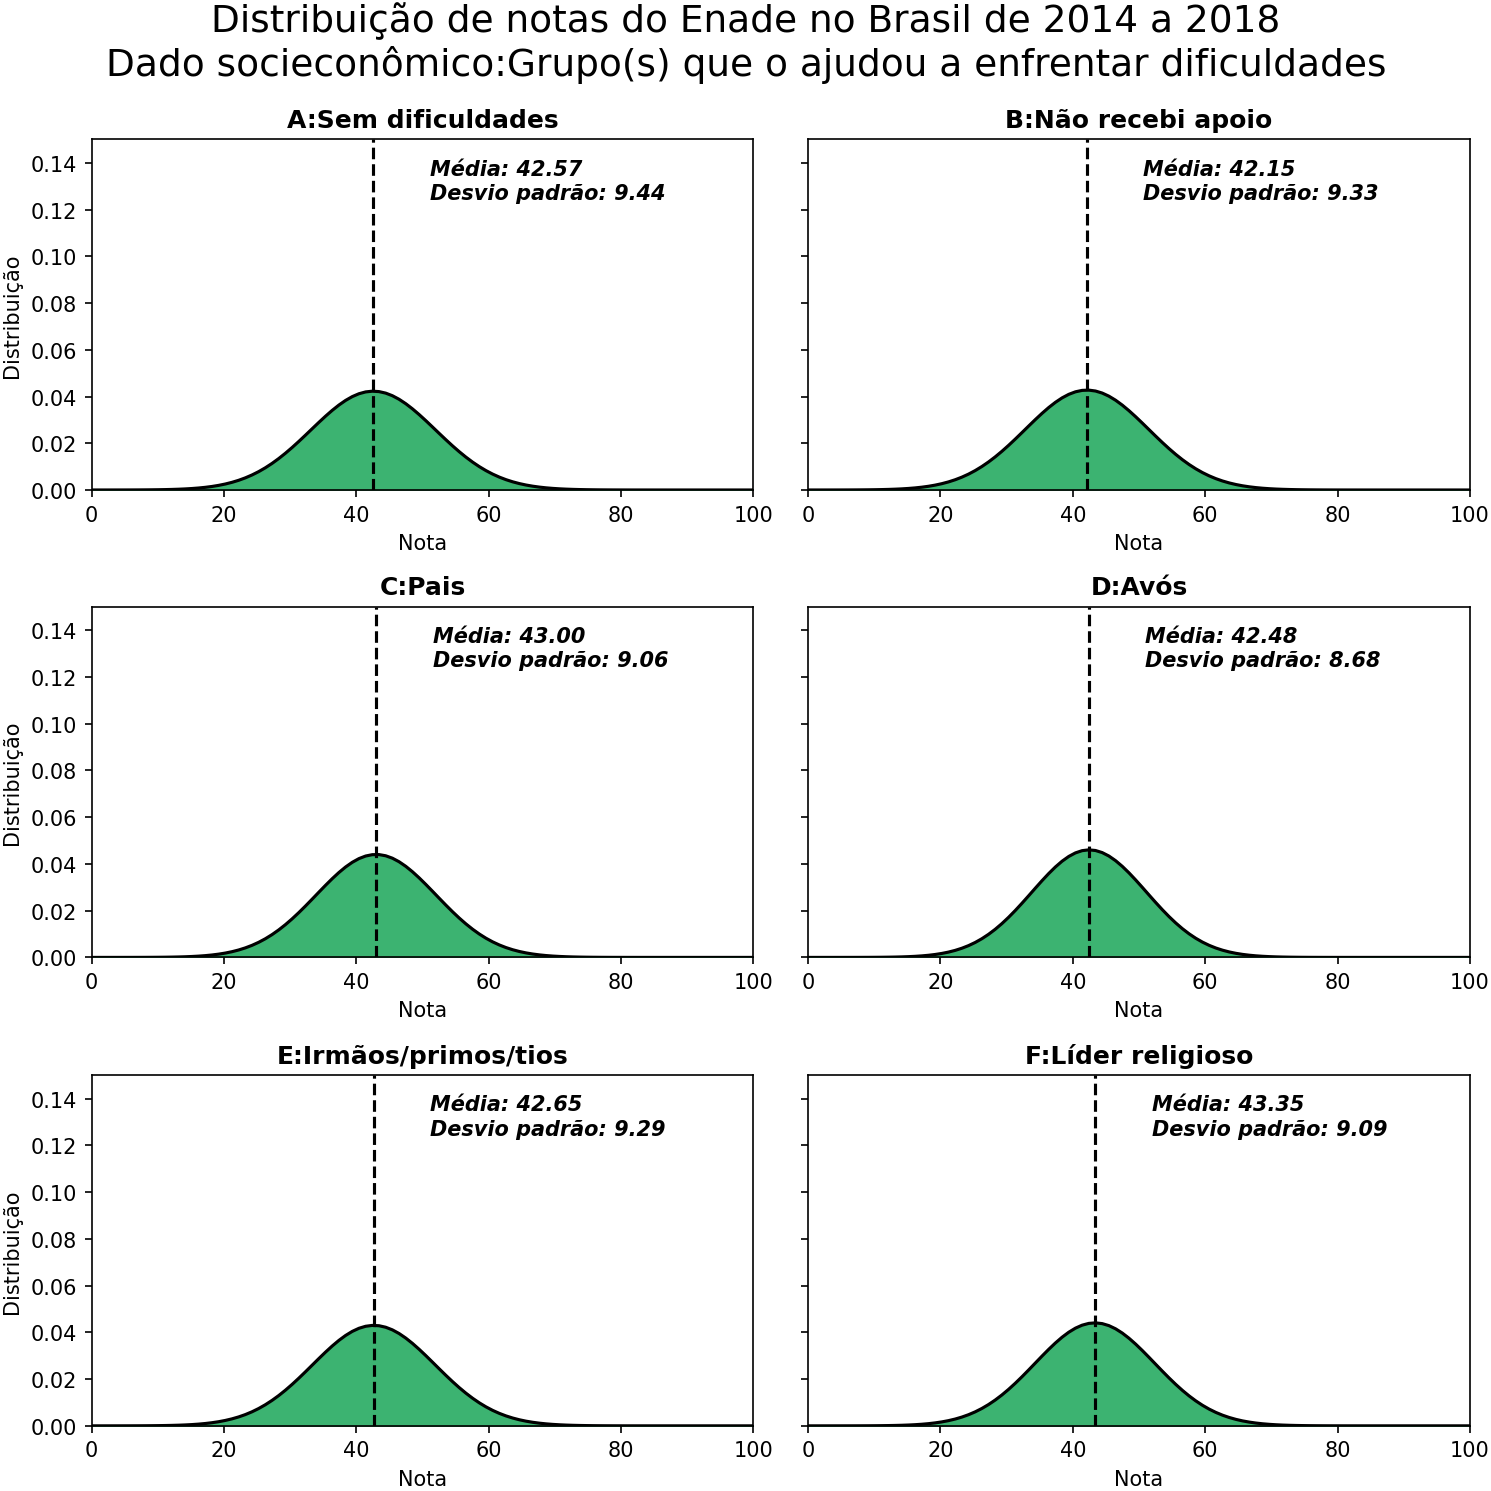 Distribuição de notas do Enade no Brasil de 2014 a 2018
Dado socieconômico:Grupo(s) que o ajudou a enfrentar dificuldades
A:Sem dificuldades
Média: 42.57
Desvio padrão: 9.44
Distribuição
0.14
0.12
0.10
0.08
0.06
0.04
0.02
0.00
0 20 40 60 80 100
Nota
B:Não recebi apoio
Média: 42.15
Desvio padrão: 9.33
0 20 40 60 80 100
Nota
C:Pais
Média: 43.00
Desvio padrão: 9.06
Distribuição
0.14
0.12
0.10
0.08
0.06
0.04
0.02
0.00
0 20 40 60 80 100
Nota
D:Avós
Média: 42.48
Desvio padrão: 8.68
0 20 40 60 80 100
Nota
E:Irmãos/primos/tios
Média: 42.65
Desvio padrão: 9.29
Distribuição
0.14
0.12
0.10
0.08
0.06
0.04
0.02
0.00
0 20 40 60 80 100
Nota
F:Líder religioso
Média: 43.35
Desvio padrão: 9.09
0 20 40 60 80 100
Nota